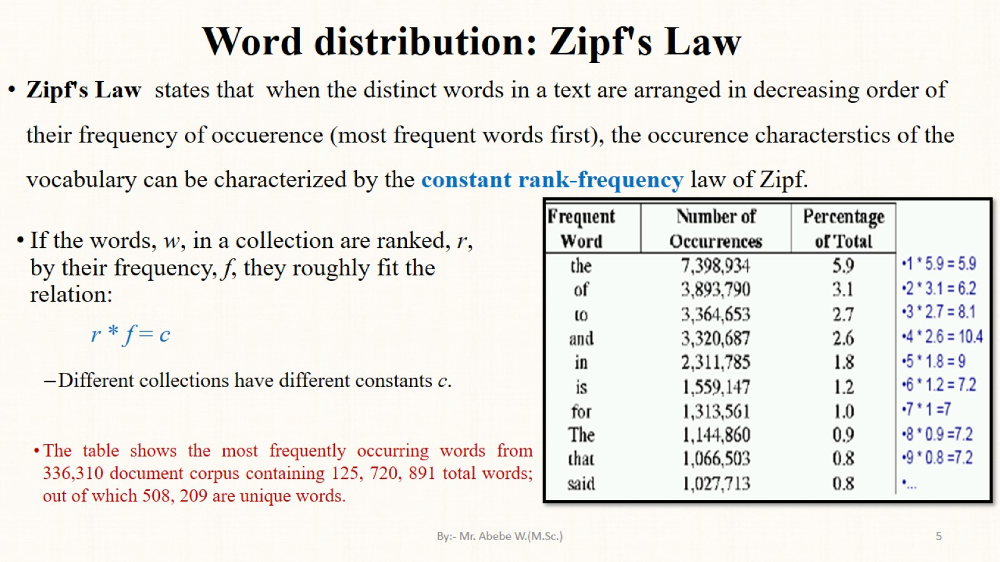 Word distribution: Zipf's Law
• Zipf's Law states that when the distinct words in a text are arranged in decreasing order of
their frequency of occuerence (most frequent words first), the occurence characterstics of the
vocabulary can be characterized by the constant rank-frequency law of Zipf.
• If the words, w, in a collection are ranked, r,
by their frequency, f, they roughly fit the
relation:
r * f = c
–Different collections have different constants c.
• The table shows the most frequently occurring words from
336,310 document corpus containing 125, 720, 891 total words;
out of which 508, 209 are unique words.
Frequent Number of Percentage
Word Occurrences of Total
the 7,398,934 5.9 •1 * 5.9 = 5.9
of 3,893,790 3.1 •2 * 3.1 = 6.2
to 3,364,653 2.7 •3 * 2.7 = 8.1
and 3,320,687 2.6 •4 * 2.6 = 10.4
in 2,311,785 1.8 •5 * 1.8 = 9
is 1,559,147 1.2 •6 * 1.2 = 7.2
for 1,313,561 1.0 •7 * 1 =7
The 1,144,860 0.9 •8 * 0.9 =7.2
that 1,066,503 0.8 •9 * 0.8 =7.2
said 1,027,713 0.8 •...
By:- Mr. Abebe W.(M.Sc.) 5